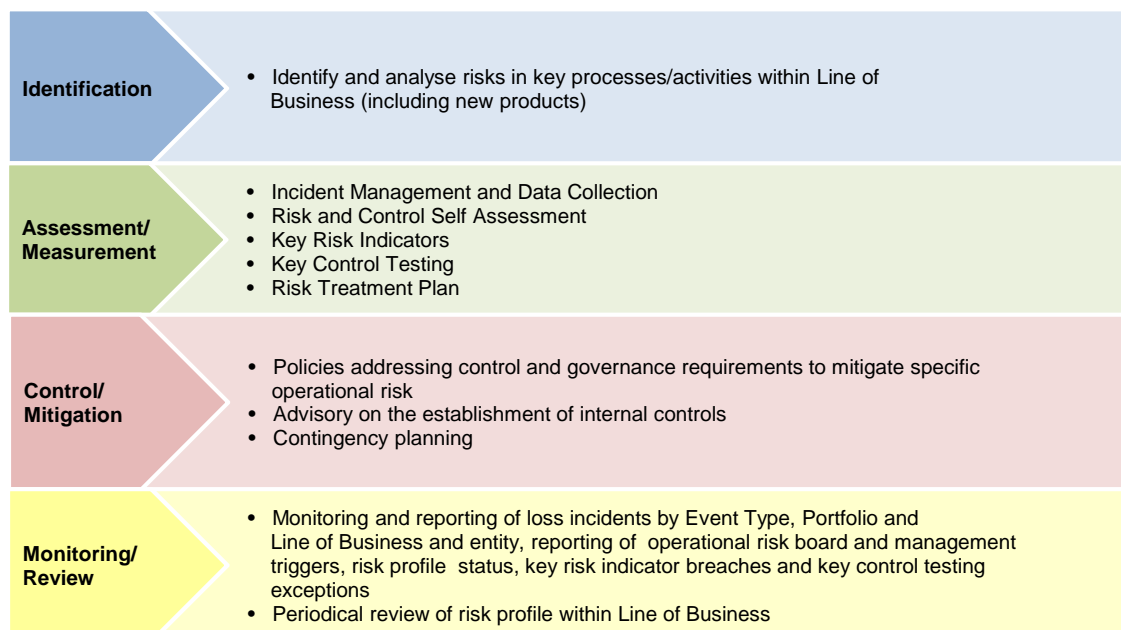 Identification
• Identify and analyse risks in key processes/activities within Line of
Business (including new products)
Assessment/
Measurement
• Incident Management and Data Collection
• Risk and Control Self Assessment
• Key Risk Indicators
• Key Control Testing
• Risk Treatment Plan
Control/
Mitigation
• Policies addressing control and governance requirements to mitigate specific
operational risk
• Advisory on the establishment of internal controls
• Contingency planning
Monitoring/
Review
• Monitoring and reporting of loss incidents by Event Type, Portfolio and
Line of Business and entity, reporting of operational risk board and management
triggers, risk profile status, key risk indicator breaches and key control testing
exceptions
• Periodical review of risk profile within Line of Business